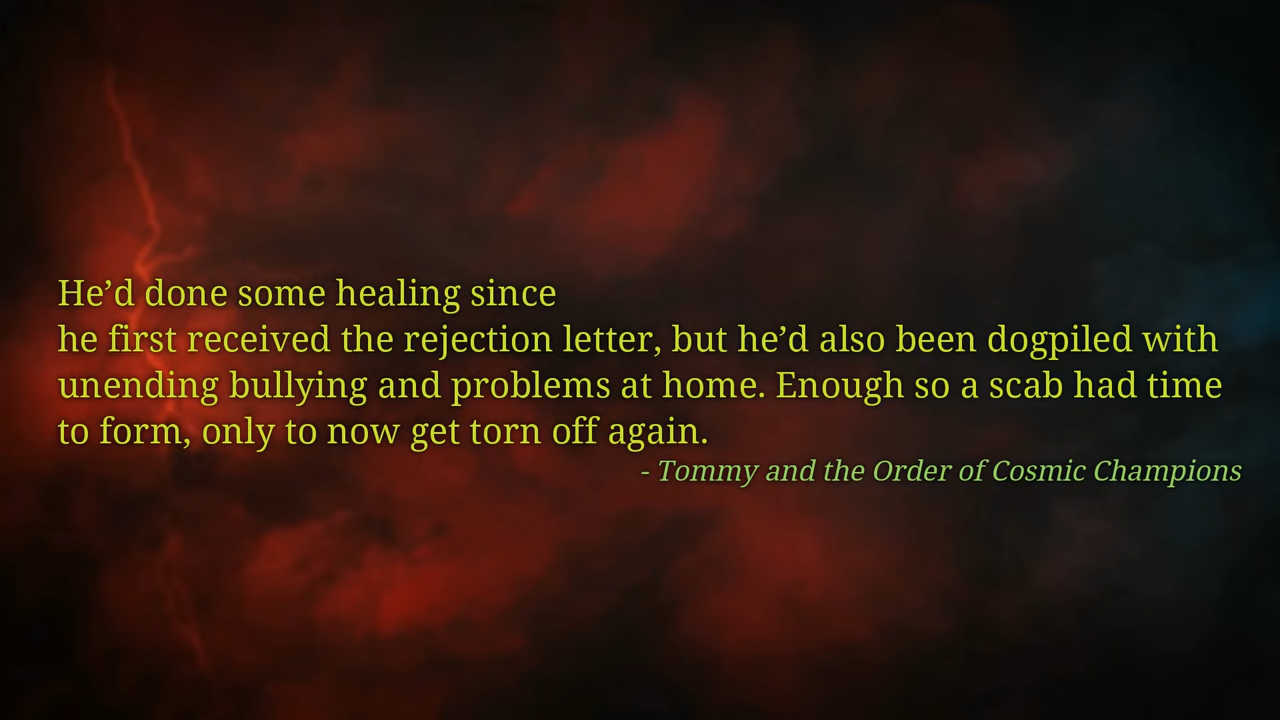 He’d done some healing since
he first received the rejection letter, but he’d also been dogpiled with
unending bullying and problems at home. Enough so a scab had time
to form, only to now get torn off again.
- Tommy and the Order of Cosmic Champions